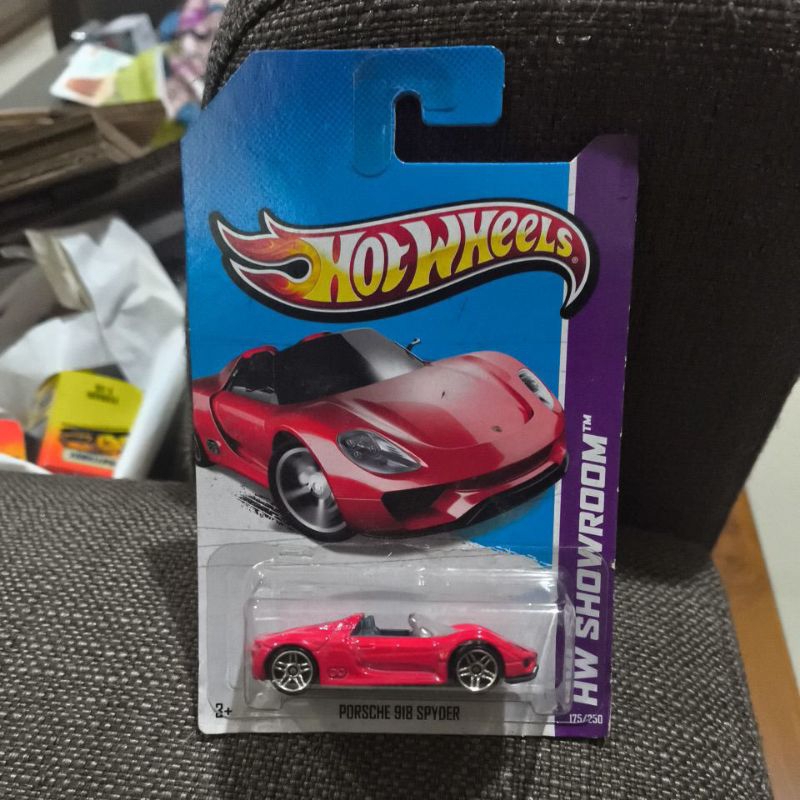 HOT WHEELS®
HW SHOWROOM™
3+
PORSCHE 918 SPYDER
175/250